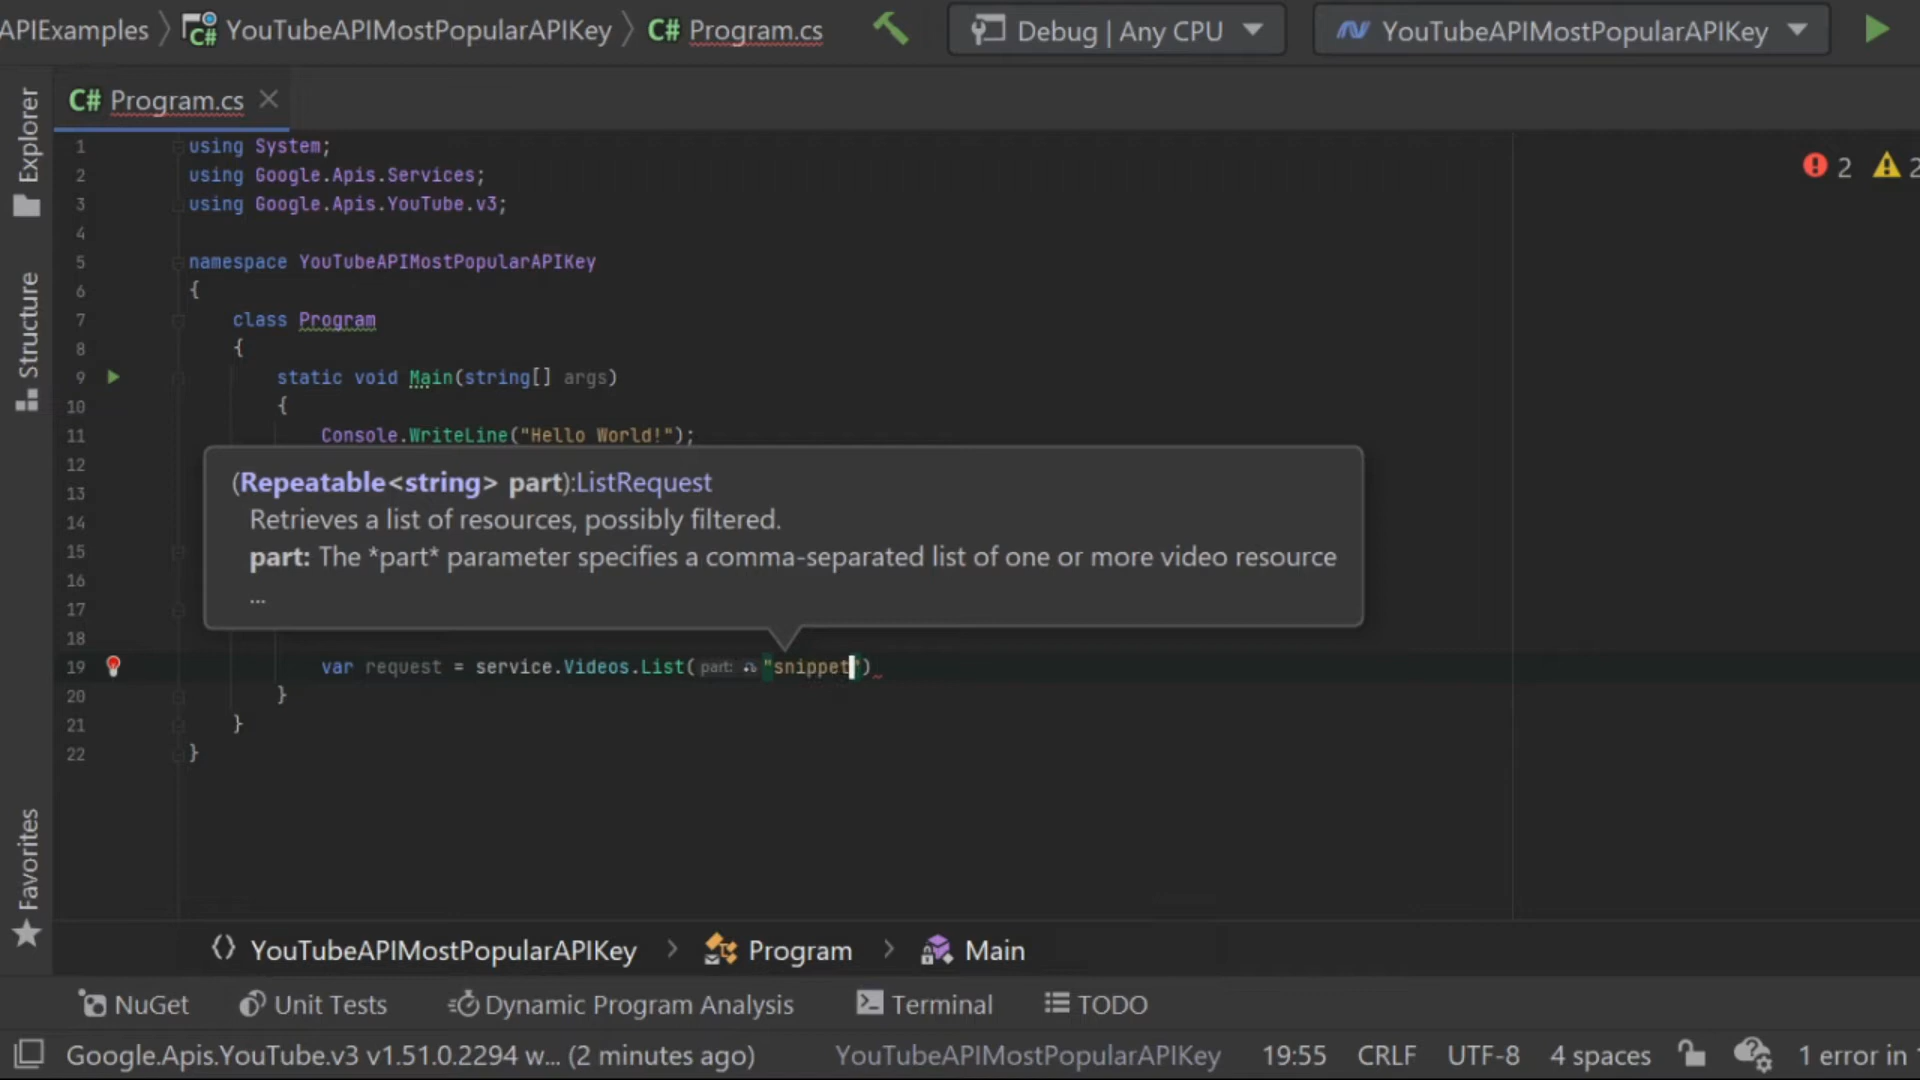 APIExamples YouTubeAPIMostPopularAPIKey C# Program.cs Debug | Any CPU YouTubeAPIMostPopularAPIKey
C# Program.cs
Explorer
Structure
Favorites
1 using System;
2 using Google.Apis.Services;
3 using Google.Apis.YouTube.v3;
4
5 namespace YouTubeAPIMostPopularAPIKey
6 {
7 class Program
8 {
9 static void Main(string[] args)
10 {
11 Console.WriteLine("Hello World!");
12
13
14
15
16
17
18
(Repeatable<string> part):ListRequest
Retrieves a list of resources, possibly filtered.
part: The *part* parameter specifies a comma-separated list of one or more video resource
...
19 var request = service.Videos.List( part: "snippet")
20 }
21 }
22 }
2 2
YouTubeAPIMostPopularAPIKey Program Main
NuGet Unit Tests Dynamic Program Analysis Terminal TODO
Google.Apis.YouTube.v3 v1.51.0.2294 w... (2 minutes ago) YouTubeAPIMostPopularAPIKey 19:55 CRLF UTF-8 4 spaces 1 error in